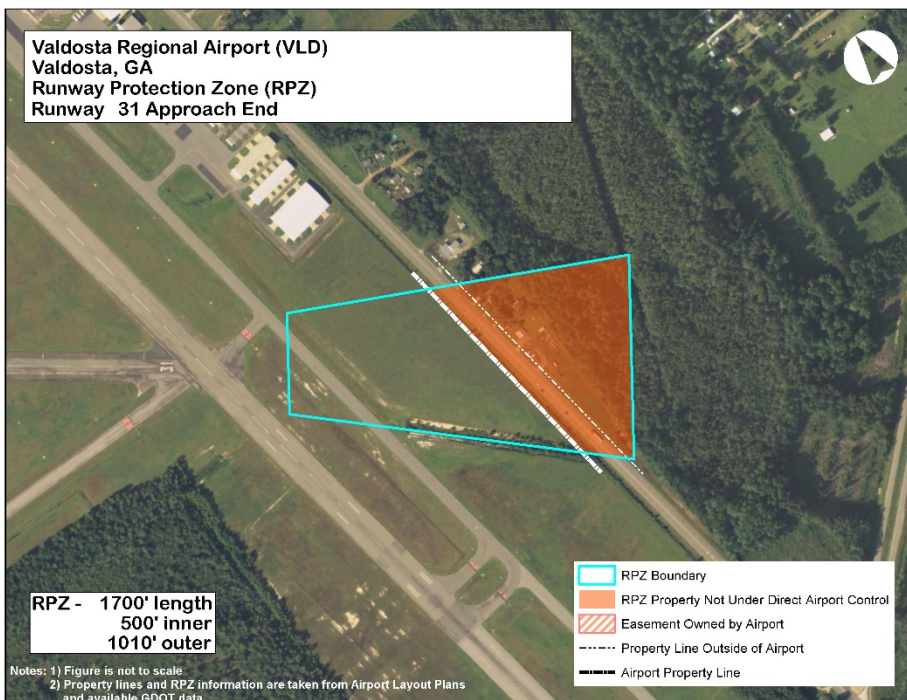 Valdosta Regional Airport (VLD)
Valdosta, GA
Runway Protection Zone (RPZ)
Runway 31 Approach End
31
RPZ - 1700' length
500' inner
1010' outer
RPZ Boundary
RPZ Property Not Under Direct Airport Control
Easement Owned by Airport
Property Line Outside of Airport
Airport Property Line
Notes: 1) Figure is not to scale
2) Property lines and RPZ information are taken from Airport Layout Plans
and available GDOT data